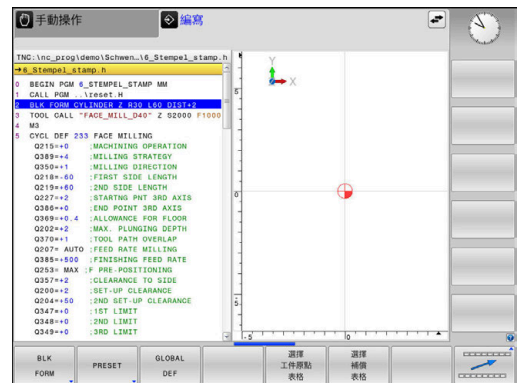 手動操作
編寫
TNC:\nc_prog\demo\Schwen…\6_Stempel_stamp.h
→6_Stempel_stamp.h
0 BEGIN PGM 6_STEMPEL_STAMP MM
1 CALL PGM ..\reset.H
2 BLK FORM CYLINDER Z R30 L60 DIST+2
3 TOOL CALL "FACE_MILL_D40" Z S2000 F1000
4 M3
5 CYCL DEF 233 FACE MILLING
Q215=+0 ;MACHINING OPERATION
Q389=+4 ;MILLING STRATEGY
Q350=+1 ;MILLING DIRECTION
Q218=-60 ;FIRST SIDE LENGTH
Q219=+60 ;2ND SIDE LENGTH
Q227=+2 ;STARTNG PNT 3RD AXIS
Q386=+0 ;END POINT 3RD AXIS
Q369=+0.4 ;ALLOWANCE FOR FLOOR
Q202=+2 ;MAX. PLUNGING DEPTH
Q370=+1 ;TOOL PATH OVERLAP
Q207= AUTO ;FEED RATE MILLING
Q385=+500 ;FINISHING FEED RATE
Q253= MAX ;F PRE-POSITIONING
Q357=+2 ;CLEARANCE TO SIDE
Q200=+2 ;SET-UP CLEARANCE
Q204=+50 ;2ND SET-UP CLEARANCE
Q347=+0 ;1ST LIMIT
Q348=+0 ;2ND LIMIT
Q349=+0 ;3RD LIMIT
Y
X
5
0
5
-5
0
BLK
FORM
PRESET
GLOBAL
DEF
選擇
工件原點
表格
選擇
補償
表格